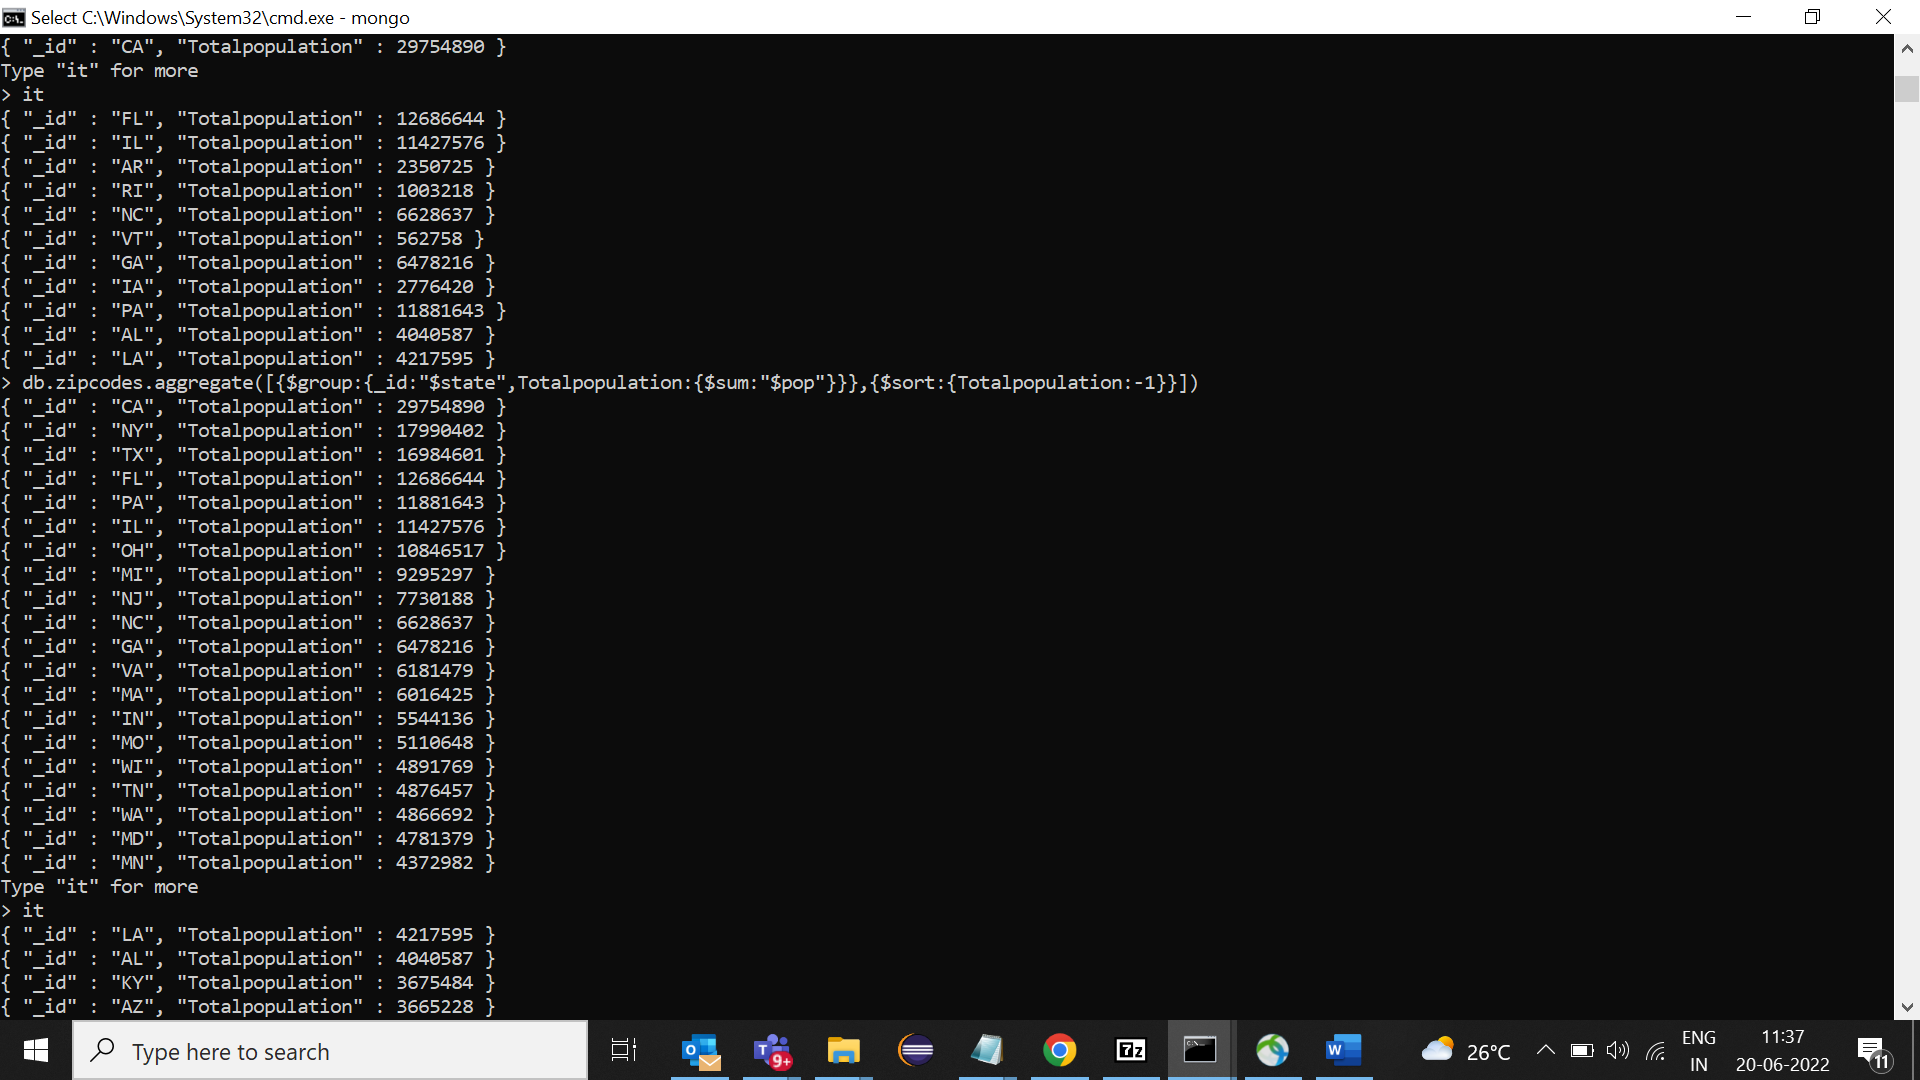 Select C:\Windows\System32\cmd.exe - mongo
{ "_id" : "CA", "Totalpopulation" : 29754890 }
Type "it" for more
> it
{ "_id" : "FL", "Totalpopulation" : 12686644 }
{ "_id" : "IL", "Totalpopulation" : 11427576 }
{ "_id" : "AR", "Totalpopulation" : 2350725 }
{ "_id" : "RI", "Totalpopulation" : 1003218 }
{ "_id" : "NC", "Totalpopulation" : 6628637 }
{ "_id" : "VT", "Totalpopulation" : 562758 }
{ "_id" : "GA", "Totalpopulation" : 6478216 }
{ "_id" : "IA", "Totalpopulation" : 2776420 }
{ "_id" : "PA", "Totalpopulation" : 11881643 }
{ "_id" : "AL", "Totalpopulation" : 4040587 }
{ "_id" : "LA", "Totalpopulation" : 4217595 }
> db.zipcodes.aggregate([{$group:{_id:"$state",Totalpopulation:{$sum:"$pop"}}},{$sort:{Totalpopulation:-1}}])
{ "_id" : "CA", "Totalpopulation" : 29754890 }
{ "_id" : "NY", "Totalpopulation" : 17990402 }
{ "_id" : "TX", "Totalpopulation" : 16984601 }
{ "_id" : "FL", "Totalpopulation" : 12686644 }
{ "_id" : "PA", "Totalpopulation" : 11881643 }
{ "_id" : "IL", "Totalpopulation" : 11427576 }
{ "_id" : "OH", "Totalpopulation" : 10846517 }
{ "_id" : "MI", "Totalpopulation" : 9295297 }
{ "_id" : "NJ", "Totalpopulation" : 7730188 }
{ "_id" : "NC", "Totalpopulation" : 6628637 }
{ "_id" : "GA", "Totalpopulation" : 6478216 }
{ "_id" : "VA", "Totalpopulation" : 6181479 }
{ "_id" : "MA", "Totalpopulation" : 6016425 }
{ "_id" : "IN", "Totalpopulation" : 5544136 }
{ "_id" : "MO", "Totalpopulation" : 5110648 }
{ "_id" : "WI", "Totalpopulation" : 4891769 }
{ "_id" : "TN", "Totalpopulation" : 4876457 }
{ "_id" : "WA", "Totalpopulation" : 4866692 }
{ "_id" : "MD", "Totalpopulation" : 4781379 }
{ "_id" : "MN", "Totalpopulation" : 4372982 }
Type "it" for more
> it
{ "_id" : "LA", "Totalpopulation" : 4217595 }
{ "_id" : "AL", "Totalpopulation" : 4040587 }
{ "_id" : "KY", "Totalpopulation" : 3675484 }
{ "_id" : "AZ", "Totalpopulation" : 3665228 }
Type here to search
9+
7z
26°C
ENG
IN
11:37
20-06-2022
11